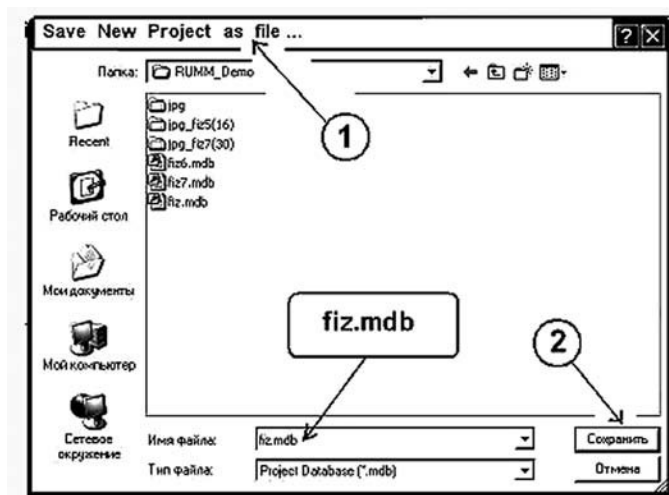 Save New Project as file ...
Папка: RUMM_Demo
jpg
jpg_fiz5(16)
jpg_fiz7(30)
fiz6.mdb
fiz7.mdb
fiz.mdb
1
Recent
Рабочий стол
Мои документы
Мой компьютер
Сетевое
окружение
fiz.mdb
2
Имя файла: fiz.mdb Сохранить
Тип файла: Project Database (*.mdb) Отмена